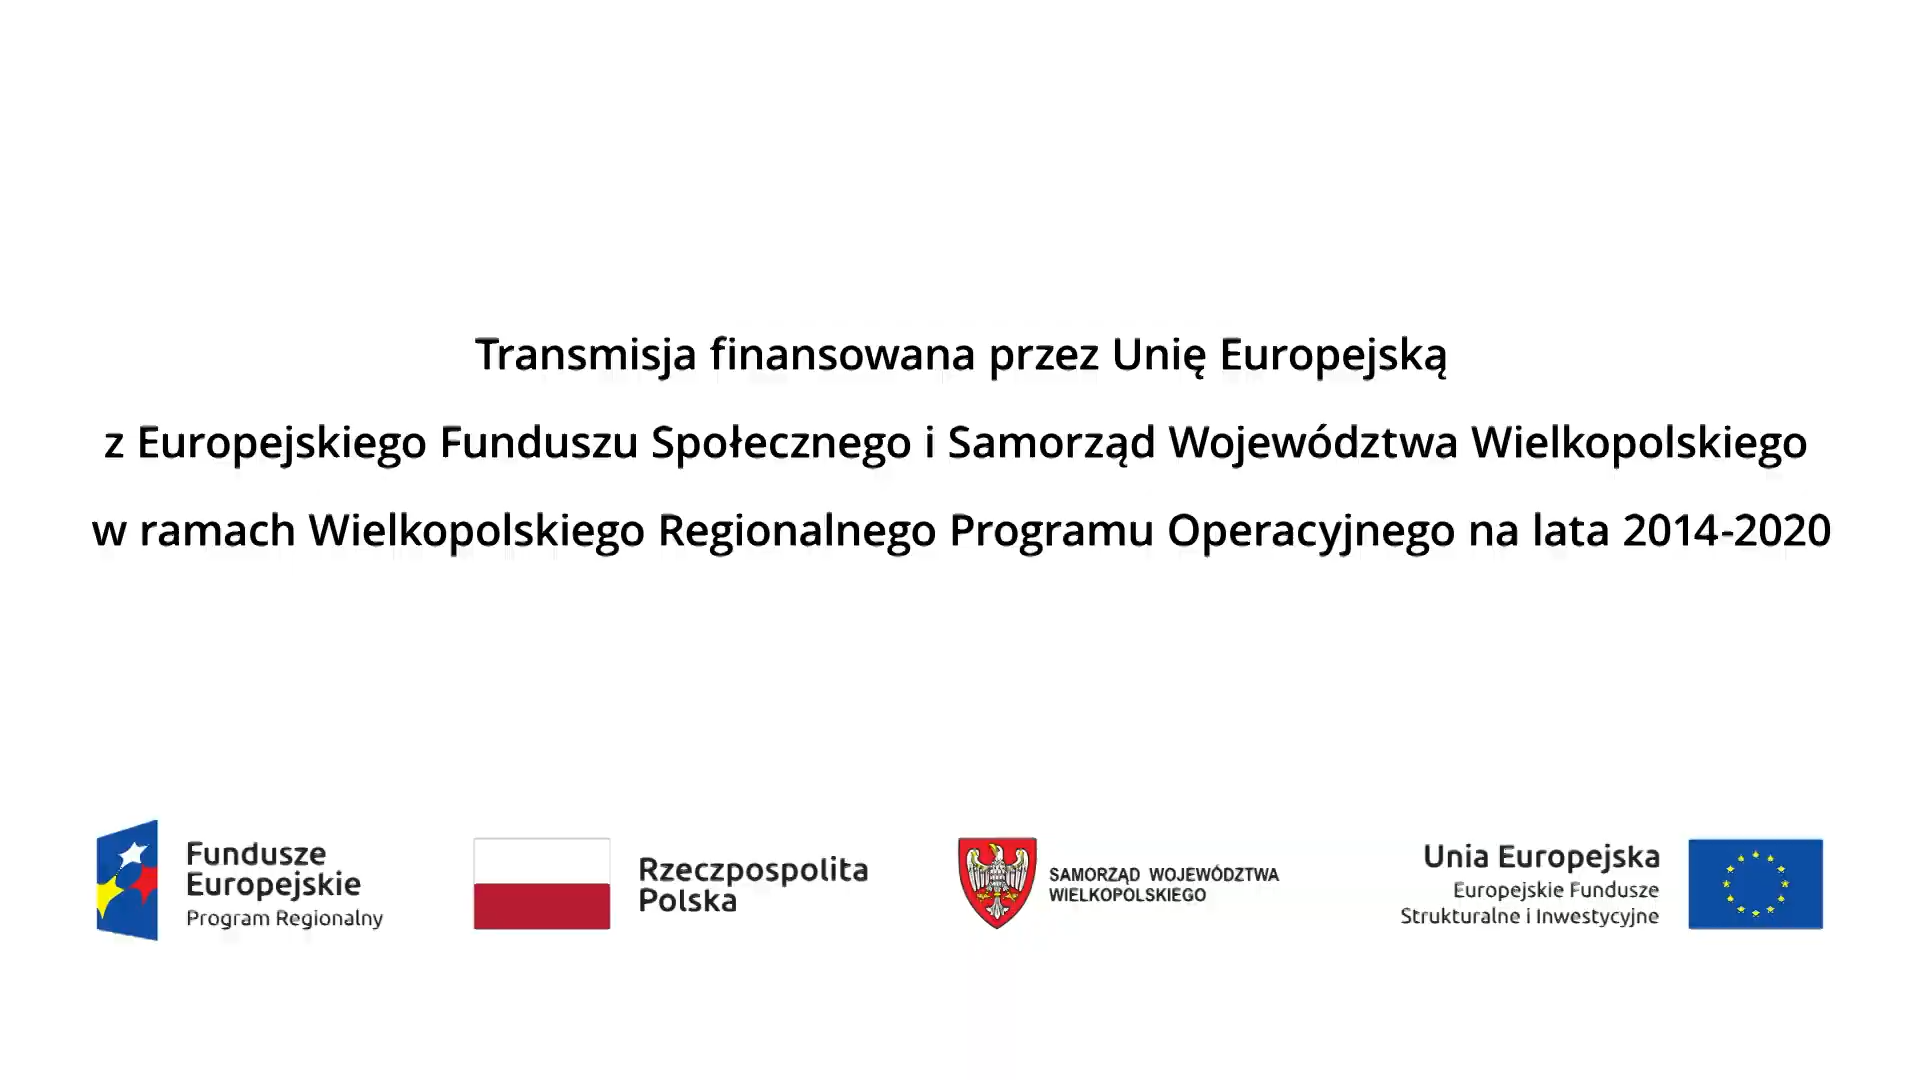 Transmisja finansowana przez Unię Europejską
z Europejskiego Funduszu Społecznego i Samorząd Województwa Wielkopolskiego
w ramach Wielkopolskiego Regionalnego Programu Operacyjnego na lata 2014-2020
Fundusze
Europejskie
Program Regionalny
Rzeczpospolita
Polska
SAMORZĄD WOJEWÓDZTWA
WIELKOPOLSKIEGO
Unia Europejska
Europejskie Fundusze
Strukturalne i Inwestycyjne